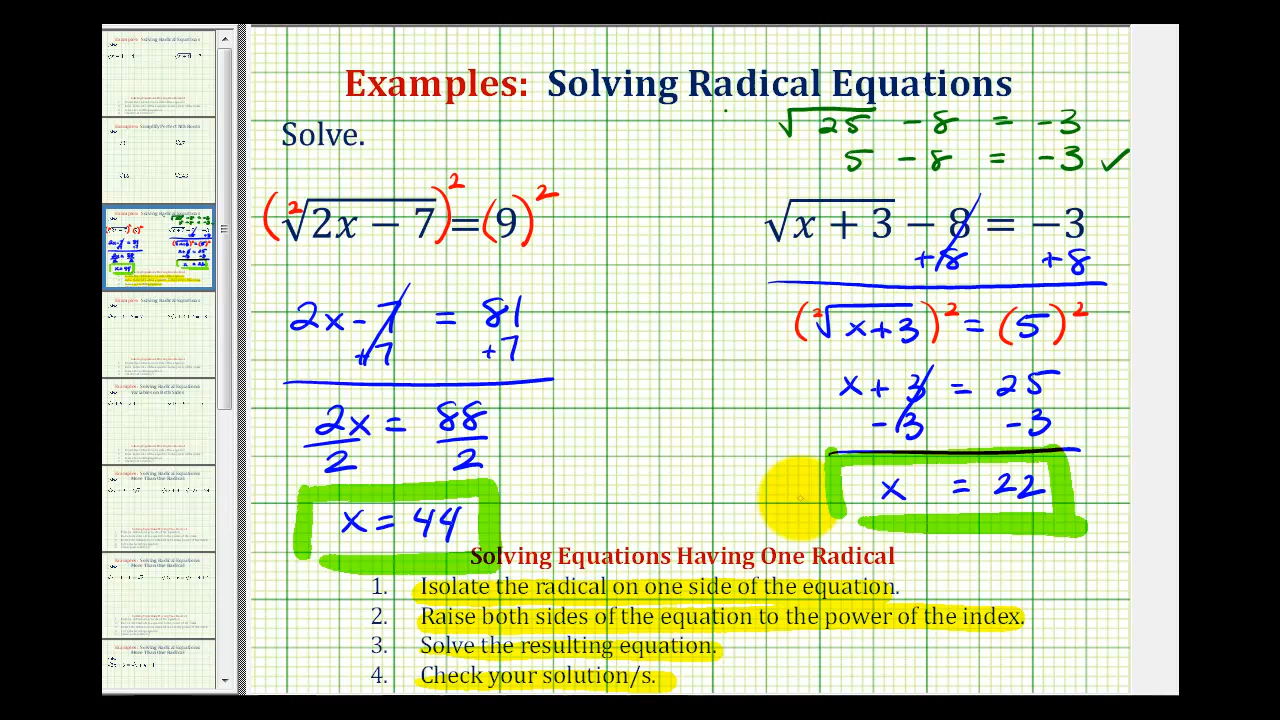 Examples: Solving Radical Equations
Solve.
√25 - 8 = -3
5 - 8 = -3 ✓
(²√2x − 7)² = (9)²
2x - 7 = 81
+7 +7
2x = 88
2 2
x = 44
√x + 3 − 8 = −3
+8 +8
(²√x+3)² = (5)²
x + 3 = 25
-3 -3
x = 22
Solving Equations Having One Radical
1. Isolate the radical on one side of the equation.
2. Raise both sides of the equation to the power of the index.
3. Solve the resulting equation.
4. Check your solution/s.